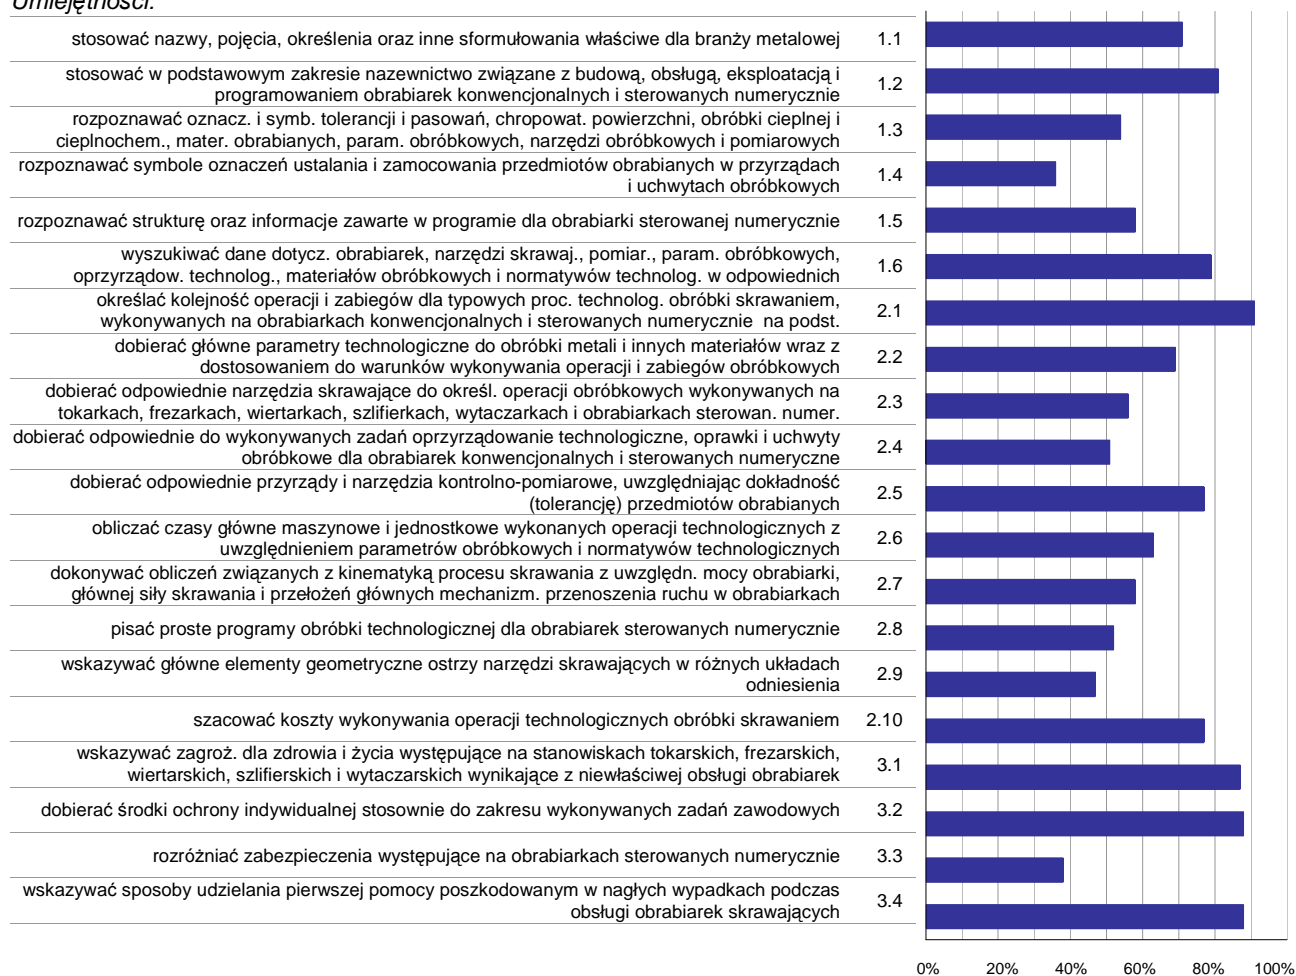 Umiejętności:
stosować nazwy, pojęcia, określenia oraz inne sformułowania właściwe dla branży metalowej 1.1
stosować w podstawowym zakresie nazewnictwo związane z budową, obsługą, eksploatacją i
programowaniem obrabiarek konwencjonalnych i sterowanych numerycznie 1.2
rozpoznawać oznacz. i symb. tolerancji i pasowań, chropowat. powierzchni, obróbki cieplnej i
cieplnochem., mater. obrabianych, param. obróbkowych, narzędzi obróbkowych i pomiarowych 1.3
rozpoznawać symbole oznaczeń ustalania i zamocowania przedmiotów obrabianych w przyrządach
i uchwytach obróbkowych 1.4
rozpoznawać strukturę oraz informacje zawarte w programie dla obrabiarki sterowanej numerycznie 1.5
wyszukiwać dane dotycz. obrabiarek, narzędzi skrawaj., pomiar., param. obróbkowych,
oprzyrządow. technolog., materiałów obróbkowych i normatywów technolog. w odpowiednich 1.6
określać kolejność operacji i zabiegów dla typowych proc. technolog. obróbki skrawaniem,
wykonywanych na obrabiarkach konwencjonalnych i sterowanych numerycznie na podst. 2.1
dobierać główne parametry technologiczne do obróbki metali i innych materiałów wraz z
dostosowaniem do warunków wykonywania operacji i zabiegów obróbkowych 2.2
dobierać odpowiednie narzędzia skrawające do określ. operacji obróbkowych wykonywanych na
tokarkach, frezarkach, wiertarkach, szlifierkach, wytaczarkach i obrabiarkach sterowan. numer. 2.3
dobierać odpowiednie do wykonywanych zadań oprzyrządowanie technologiczne, oprawki i uchwyty
obróbkowe dla obrabiarek konwencjonalnych i sterowanych numeryczne 2.4
dobierać odpowiednie przyrządy i narzędzia kontrolno-pomiarowe, uwzględniając dokładność
(tolerancję) przedmiotów obrabianych 2.5
obliczać czasy główne maszynowe i jednostkowe wykonanych operacji technologicznych z
uwzględnieniem parametrów obróbkowych i normatywów technologicznych 2.6
dokonywać obliczeń związanych z kinematyką procesu skrawania z uwzględn. mocy obrabiarki,
głównej siły skrawania i przełożeń głównych mechanizm. przenoszenia ruchu w obrabiarkach 2.7
pisać proste programy obróbki technologicznej dla obrabiarek sterowanych numerycznie 2.8
wskazywać główne elementy geometryczne ostrzy narzędzi skrawających w różnych układach
odniesienia 2.9
szacować koszty wykonywania operacji technologicznych obróbki skrawaniem 2.10
wskazywać zagroż. dla zdrowia i życia występujące na stanowiskach tokarskich, frezarskich,
wiertarskich, szlifierskich i wytaczarskich wynikające z niewłaściwej obsługi obrabiarek 3.1
dobierać środki ochrony indywidualnej stosownie do zakresu wykonywanych zadań zawodowych 3.2
rozróżniać zabezpieczenia występujące na obrabiarkach sterowanych numerycznie 3.3
wskazywać sposoby udzielania pierwszej pomocy poszkodowanym w nagłych wypadkach podczas
obsługi obrabiarek skrawających 3.4
0% 20% 40% 60% 80% 100%